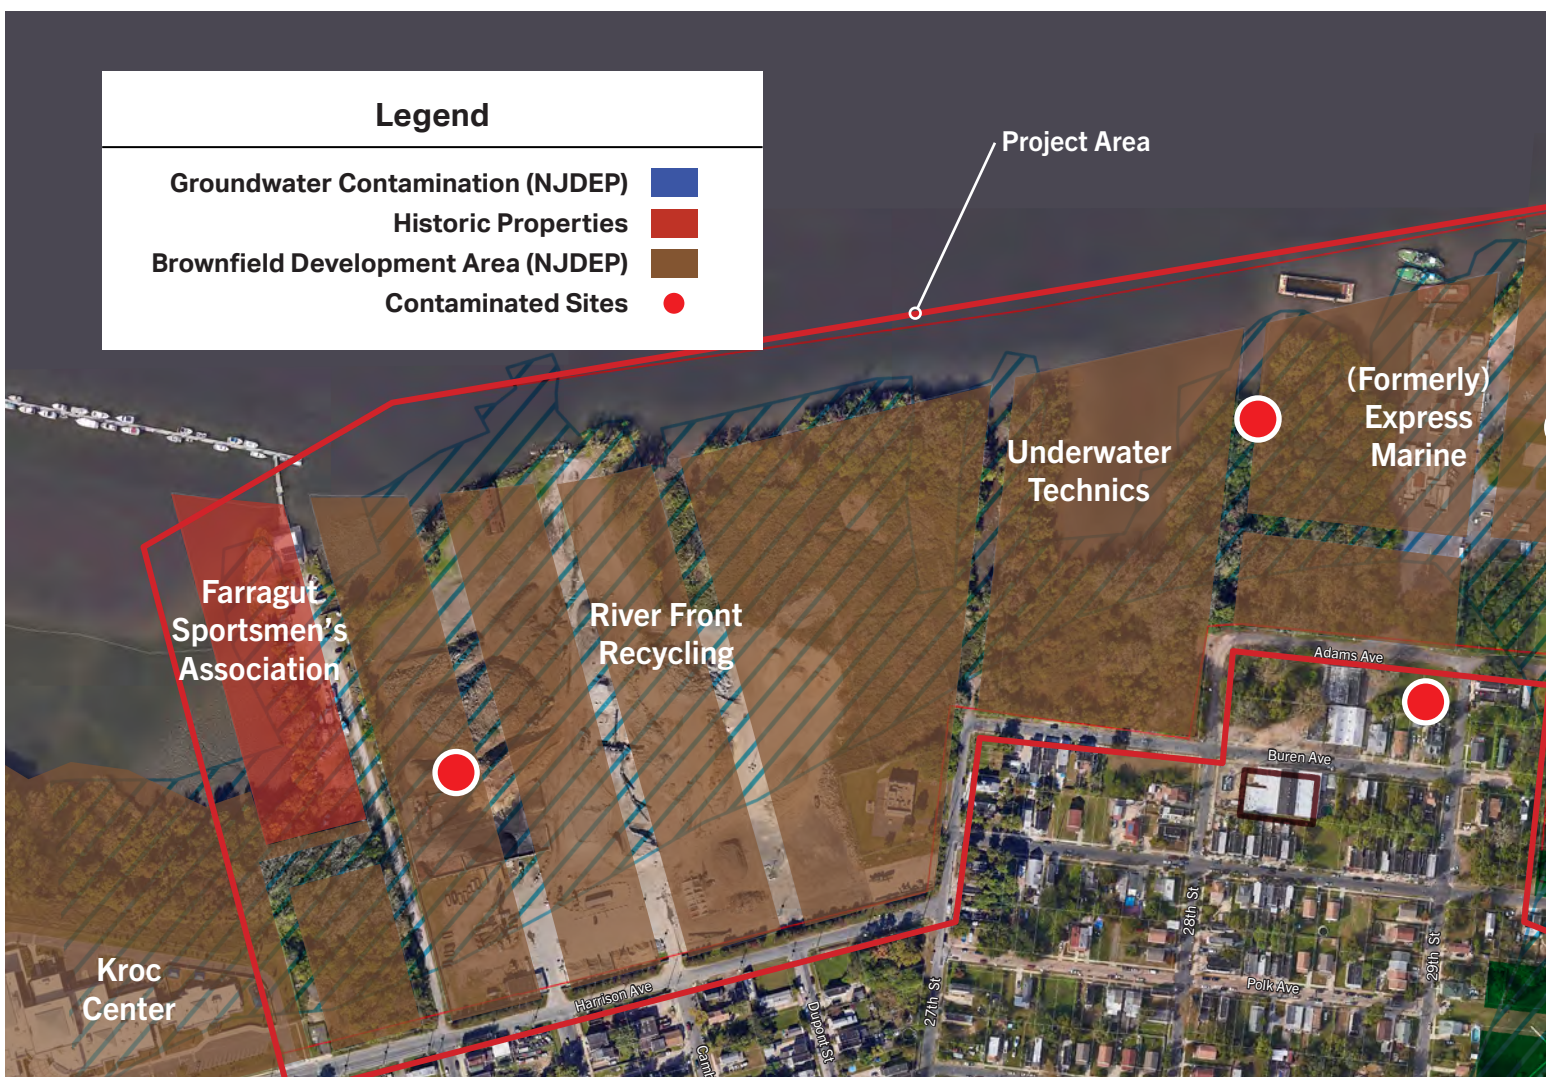 Legend
Groundwater Contamination (NJDEP)
Historic Properties
Brownfield Development Area (NJDEP)
Contaminated Sites
Project Area
(Formerly)
Express
Marine
Underwater
Technics
Farragut
Sportsmen's
Association
River Front
Recycling
Adams Ave
Buren Ave
Kroc
Center
Harrison Ave
Dupont St
27th St
28th St
29th St
Polk Ave